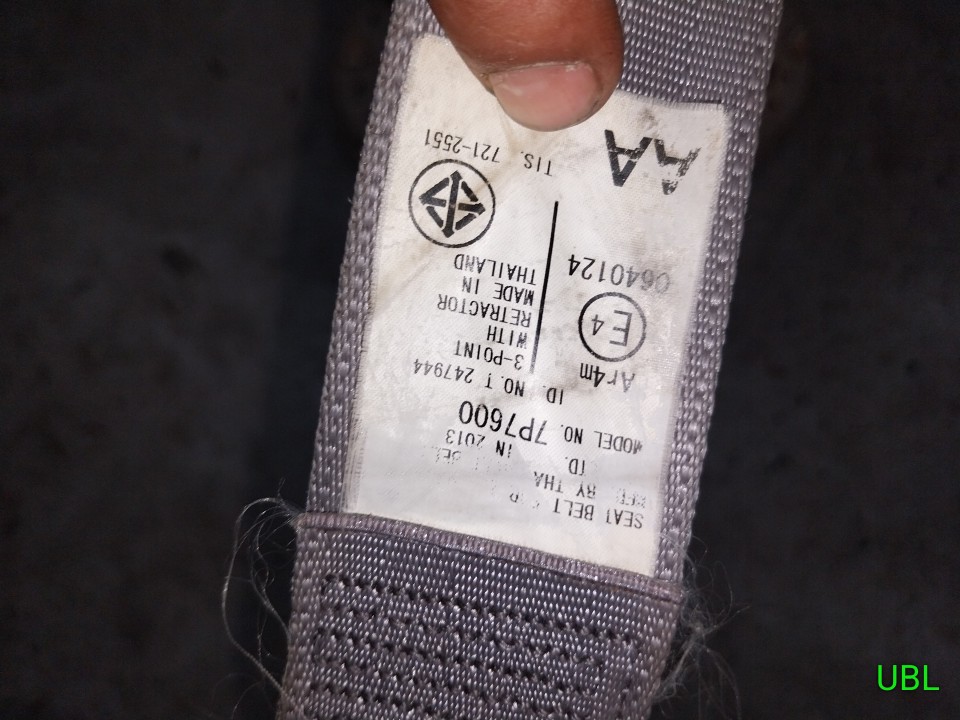 SEAT BELT
BY THA
IN 2013
MODEL NO. 7P7600
ID. NO. T 247944
Ar4m
E4
0640124
3-POINT
WITH
RETRACTOR
MADE IN
THAILAND
TIS. 721-2551
AA
UBL